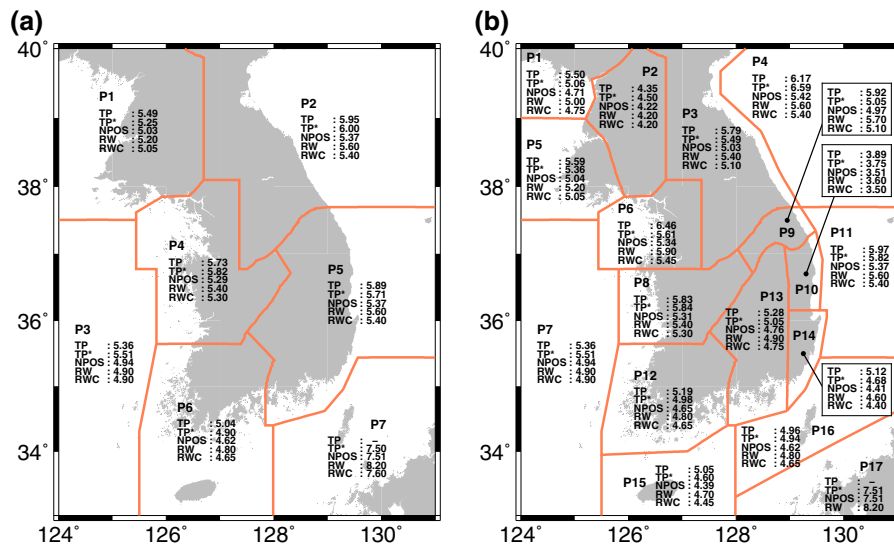 (a)
40°
38°
36°
34°
124°
126°
128°
130°
P1
TP : 5.49
TP* : 5.25
NPOS : 5.03
RW : 5.20
RWC : 5.05
P2
TP : 5.95
TP* : 6.00
NPOS : 5.37
RW : 5.60
RWC : 5.40
P4
TP : 5.73
TP* : 5.82
NPOS : 5.29
RW : 5.40
RWC : 5.30
P5
TP : 5.89
TP* : 5.71
NPOS : 5.37
RW : 5.60
RWC : 5.40
P3
TP : 5.36
TP* : 5.51
NPOS : 4.94
RW : 4.90
RWC : 4.90
P6
TP : 5.04
TP* : 4.90
NPOS : 4.62
RW : 4.80
RWC : 4.65
P7
TP : –
TP* : 7.50
NPOS : 7.51
RW : 8.20
RWC : 7.60
(b)
40°
38°
36°
34°
124°
126°
128°
130°
P1
TP : 5.50
TP* : 5.06
NPOS : 4.71
RW : 5.00
RWC : 4.75
P2
TP : 4.35
TP* : 4.50
NPOS : 4.22
RW : 4.20
RWC : 4.20
P3
TP : 5.79
TP* : 5.49
NPOS : 5.03
RW : 5.40
RWC : 5.10
P4
TP : 6.17
TP* : 6.59
NPOS : 5.42
RW : 5.60
RWC : 5.40
TP : 5.92
TP* : 5.05
NPOS : 4.97
RW : 5.70
RWC : 5.10
TP : 3.89
TP* : 3.75
NPOS : 3.51
RW : 3.60
RWC : 3.50
P5
TP : 5.59
TP* : 5.36
NPOS : 5.04
RW : 5.20
RWC : 5.05
P6
TP : 6.46
TP* : 5.61
NPOS : 5.34
RW : 5.90
RWC : 5.45
P9
P11
TP : 5.97
TP* : 5.82
NPOS : 5.37
RW : 5.60
RWC : 5.40
P8
TP : 5.83
TP* : 5.84
NPOS : 5.31
RW : 5.40
RWC : 5.30
P10
P13
TP : 5.28
TP* : 5.05
NPOS : 4.76
RW : 4.90
RWC : 4.75
P14
TP : 5.12
TP* : 4.68
NPOS : 4.41
RW : 4.60
RWC : 4.40
P7
TP : 5.36
TP* : 5.51
NPOS : 4.94
RW : 4.90
RWC : 4.90
P12
TP : 5.19
TP* : 4.98
NPOS : 4.65
RW : 4.80
RWC : 4.65
P16
TP : 4.96
TP* : 4.94
NPOS : 4.62
RW : 4.80
RWC : 4.65
P15
TP : 5.05
TP* : 4.60
NPOS : 4.39
RW : 4.70
RWC : 4.45
P17
TP : –
TP* : 7.51
NPOS : 7.51
RW : 8.20